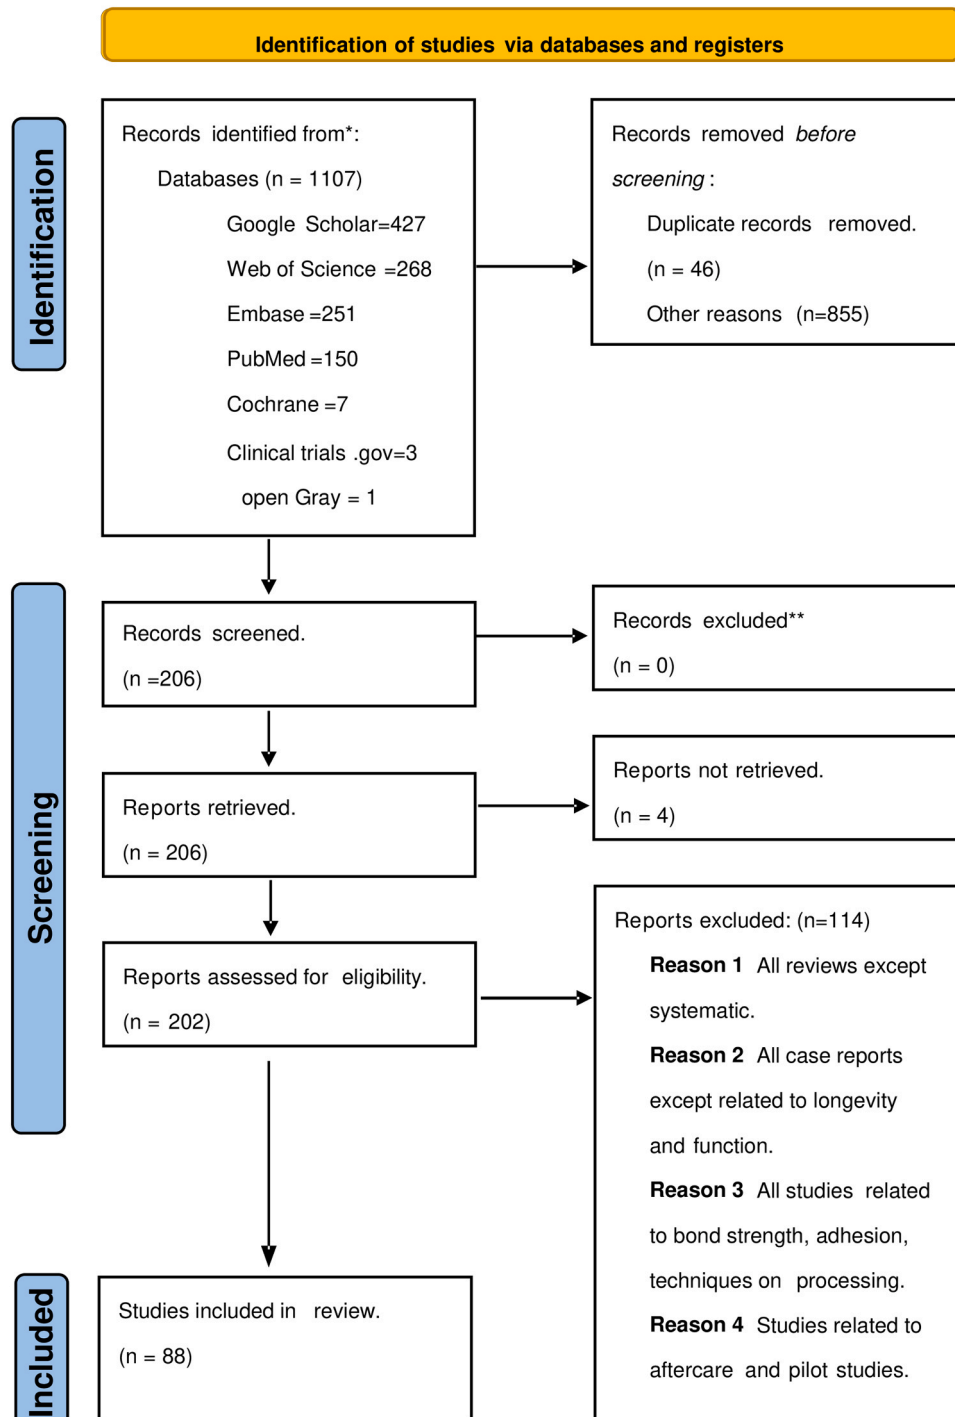 Identification of studies via databases and registers
Identification
Records identified from*:
Databases (n = 1107)
Google Scholar=427
Web of Science =268
Embase =251
PubMed =150
Cochrane =7
Clinical trials .gov=3
open Gray = 1
Records removed before
screening :
Duplicate records removed.
(n = 46)
Other reasons (n=855)
Screening
Records screened.
(n =206)
Records excluded**
(n = 0)
Reports retrieved.
(n = 206)
Reports not retrieved.
(n = 4)
Reports assessed for eligibility.
(n = 202)
Reports excluded: (n=114)
Reason 1 All reviews except
systematic.
Reason 2 All case reports
except related to longevity
and function.
Reason 3 All studies related
to bond strength, adhesion,
techniques on processing.
Reason 4 Studies related to
aftercare and pilot studies.
Included
Studies included in review.
(n = 88)